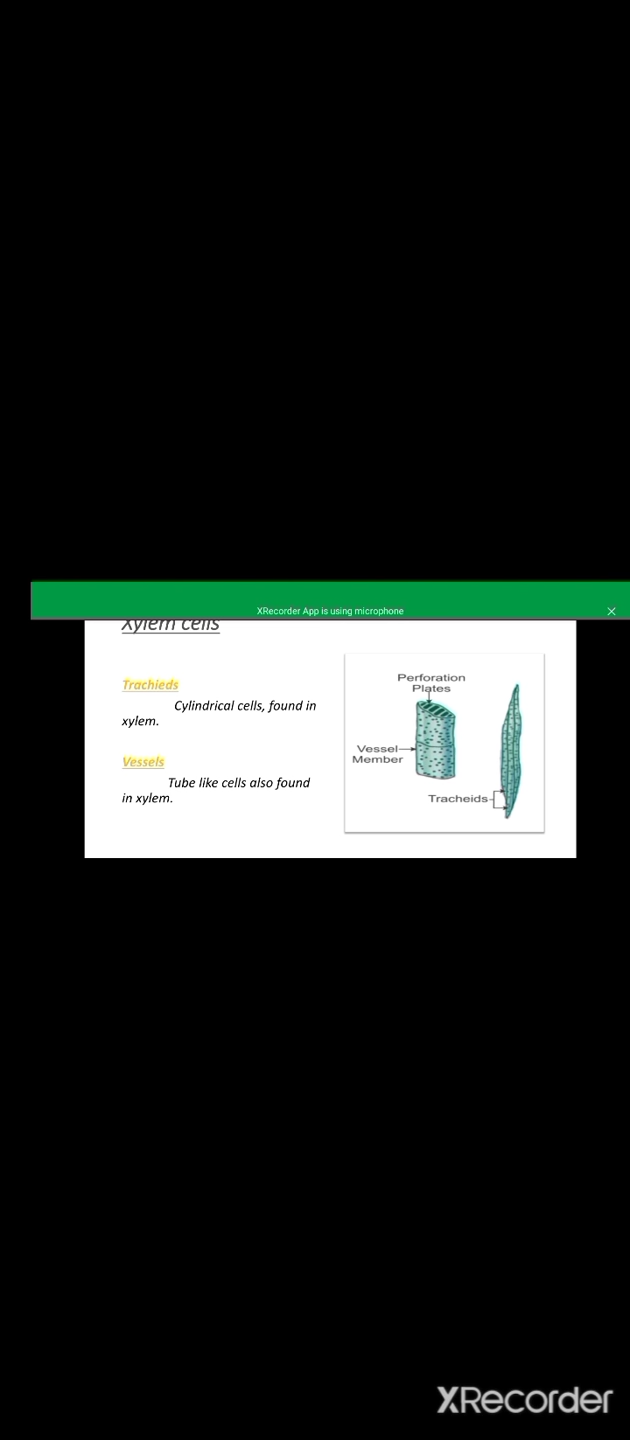 XRecorder App is using microphone
Xylem cells
Trachieds
Cylindrical cells, found in
xylem.
Vessels
Tube like cells also found
in xylem.
Perforation
Plates
Vessel
Member
Tracheids
XRecorder